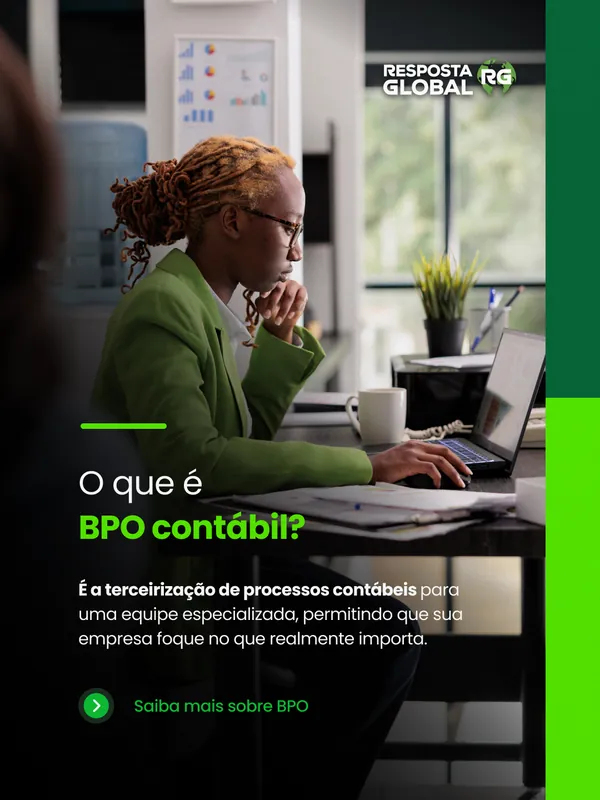 RESPOSTA
GLOBAL RG
O que é
BPO contábil?
É a terceirização de processos contábeis para
uma equipe especializada, permitindo que sua
empresa foque no que realmente importa.
Saiba mais sobre BPO